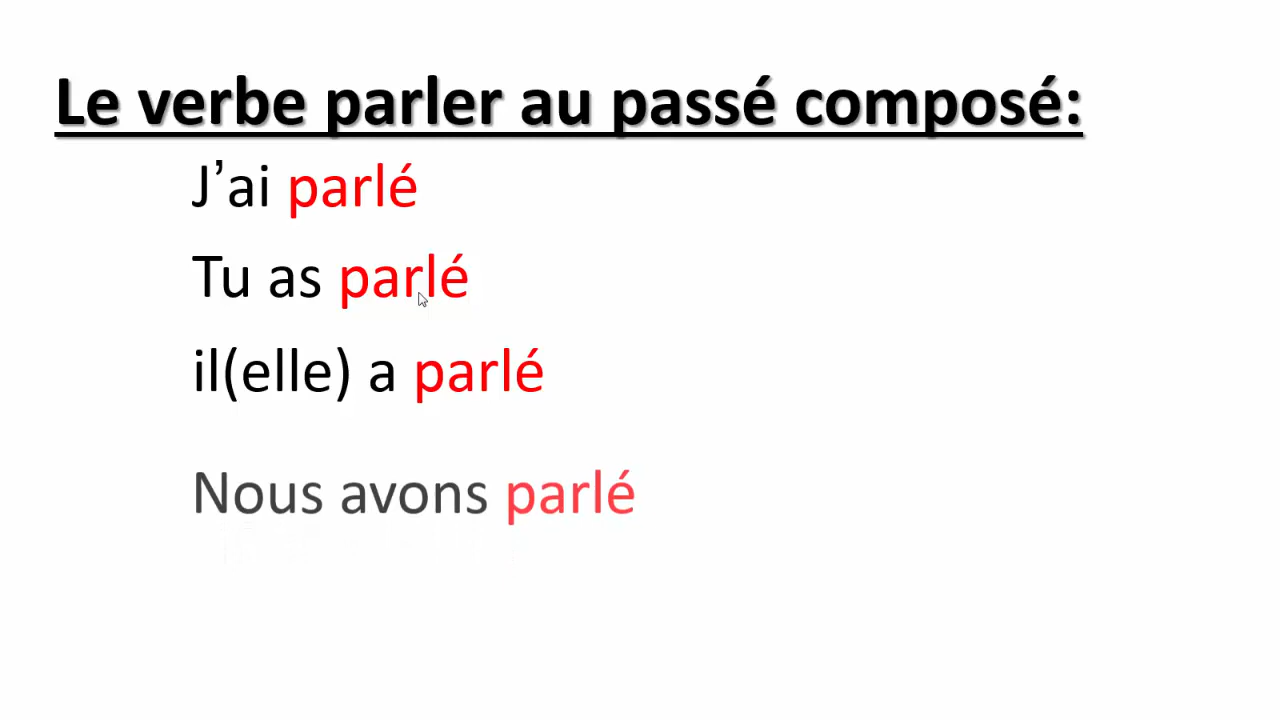 Le verbe parler au passé composé:
J’ai parlé
Tu as parlé
il(elle) a parlé
Nous avons parlé